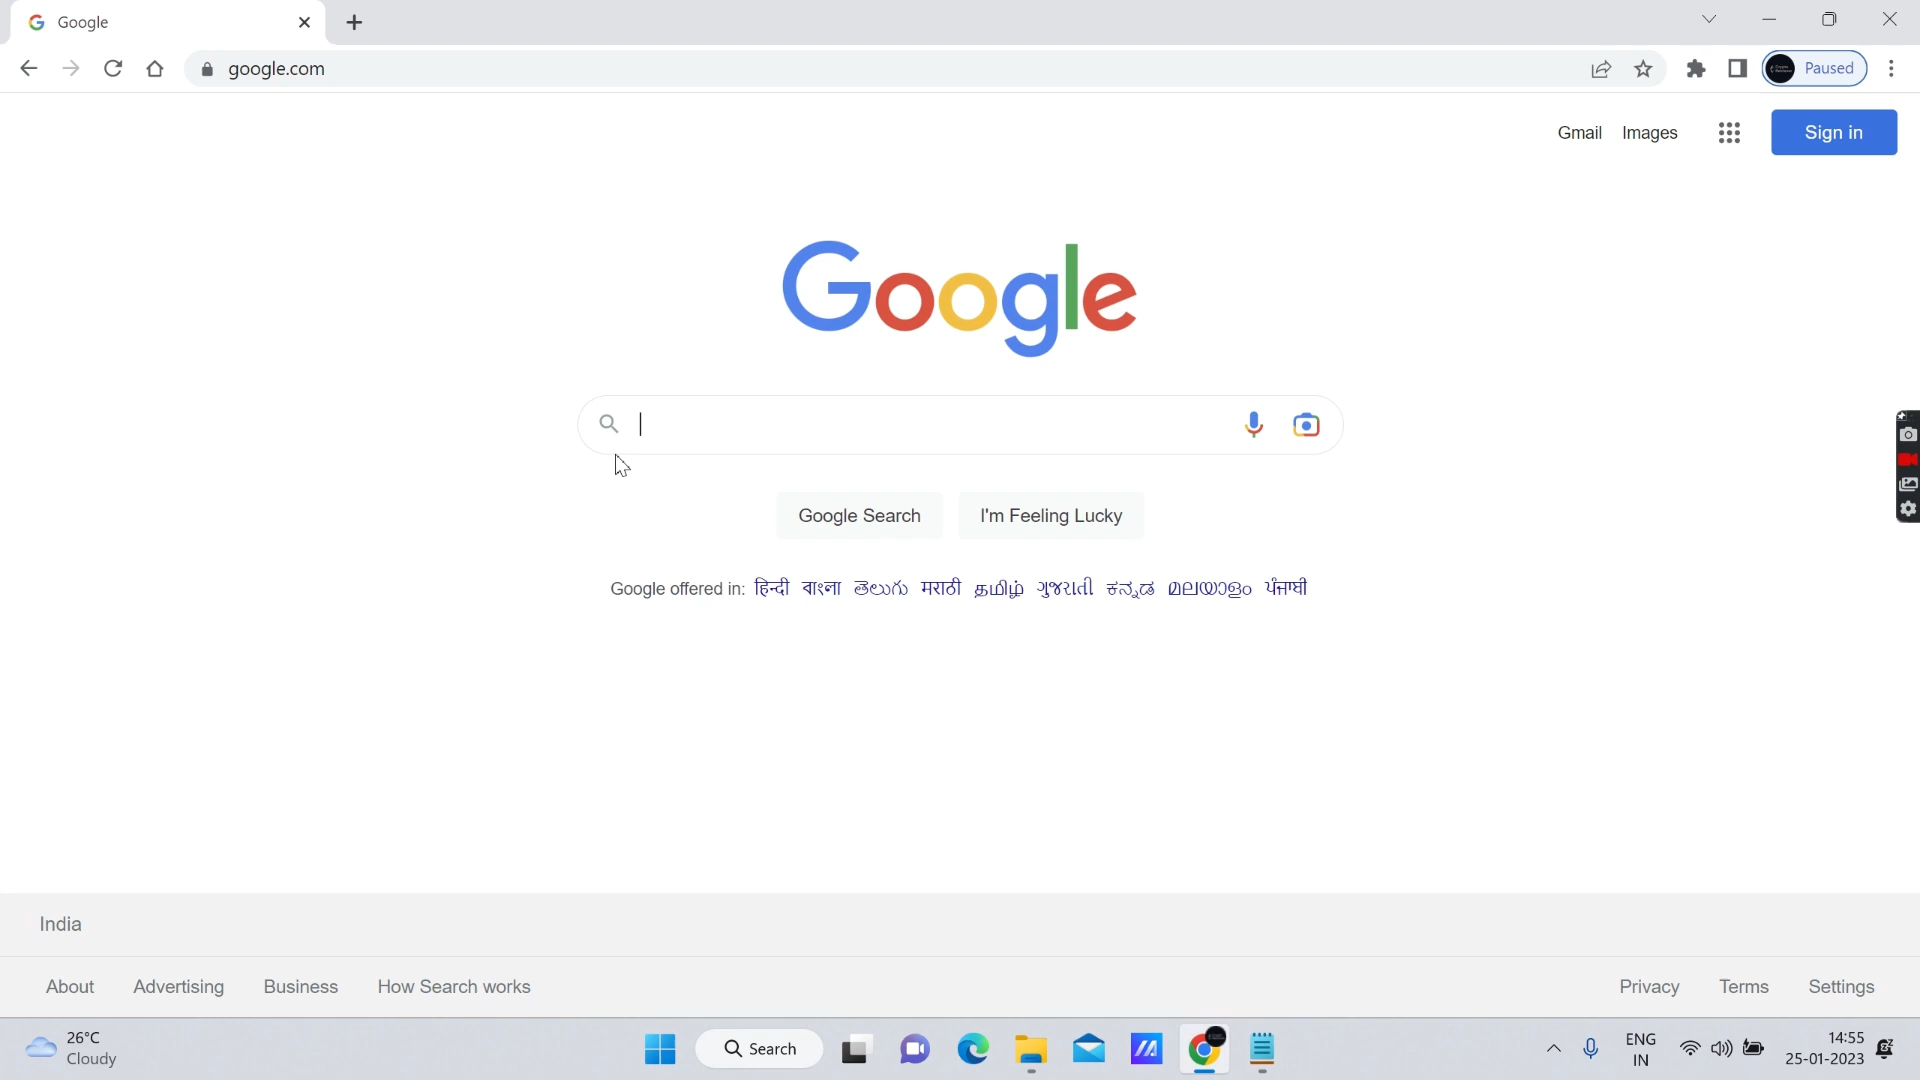 Google
google.com
Paused
Gmail Images Sign in
Google
Google Search I'm Feeling Lucky
Google offered in: हिन्दी বাংলা తెలుగు मराठी தமிழ் ગુજરાતી ಕನ್ನಡ മലയാളം ਪੰਜਾਬੀ
India
About Advertising Business How Search works Privacy Terms Settings
26°C
Cloudy
Search
ENG
IN
14:55
25-01-2023